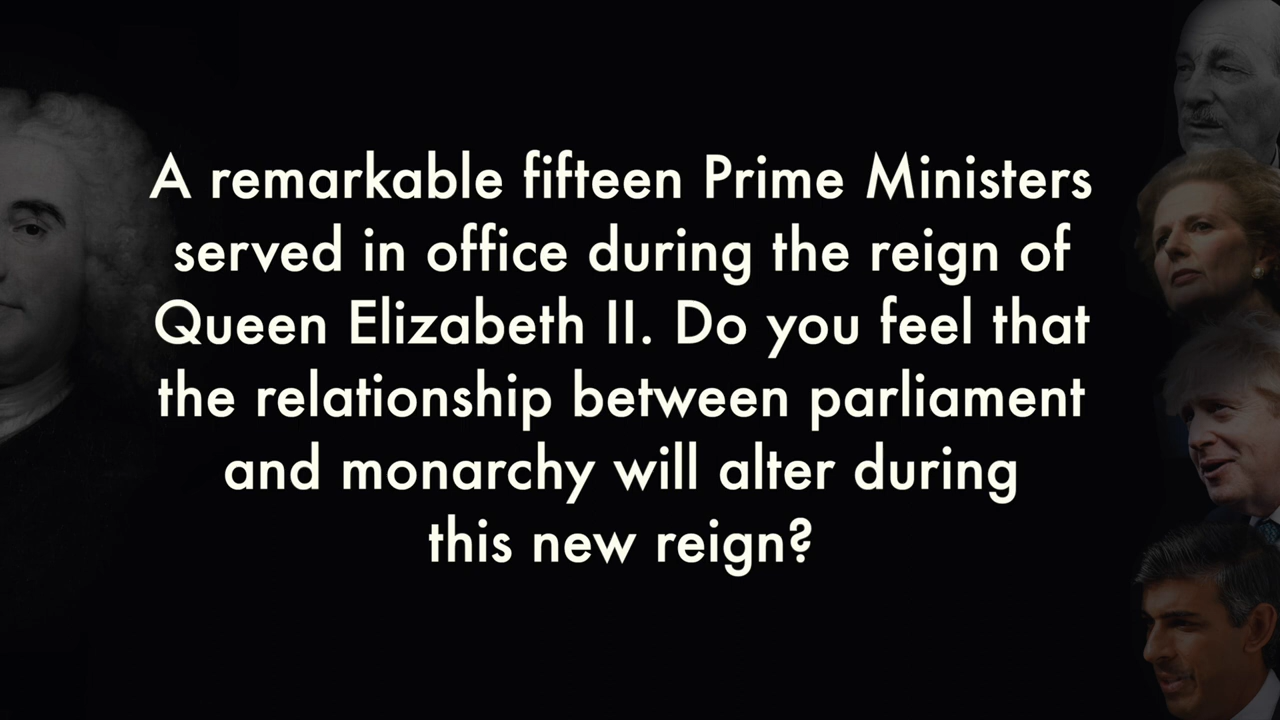 A remarkable fifteen Prime Ministers
served in office during the reign of
Queen Elizabeth II. Do you feel that
the relationship between parliament
and monarchy will alter during
this new reign?